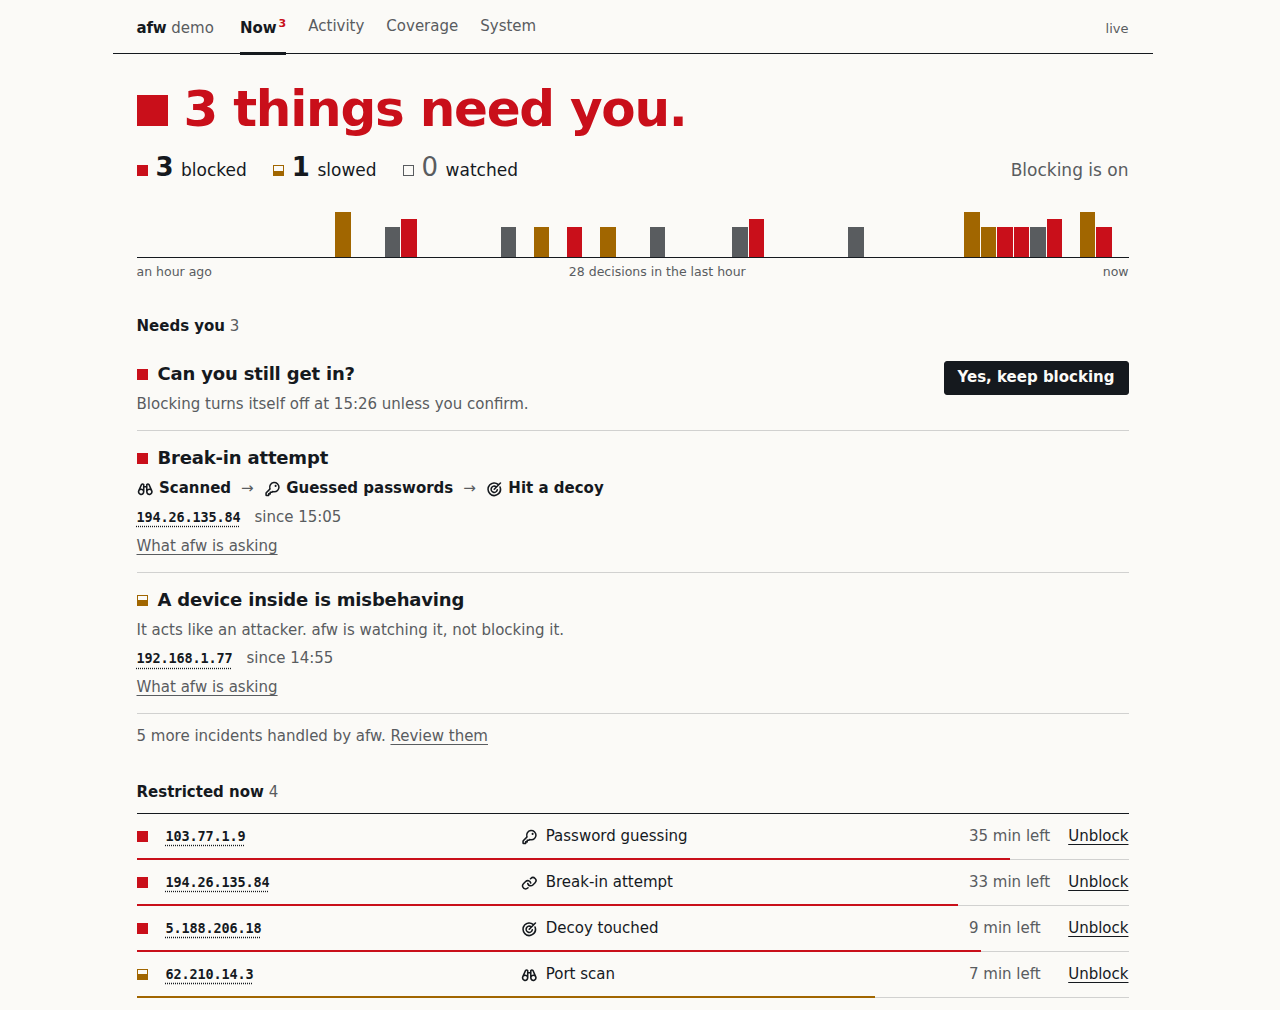 afw demo Now 3 Activity Coverage System live
3 things need you.
3 blocked 1 slowed 0 watched Blocking is on
an hour ago 28 decisions in the hour now
Needs you 3
Can you still get in? Yes, keep blocking
Blocking turns itself off at 15:26 unless you confirm.
Break-in attempt
Scanned → Guessed passwords → Hit a decoy
194.26.135.84 since 15:05
What afw is asking
A device inside is misbehaving
It acts like an attacker. afw is watching it, not blocking it.
192.168.1.77 since 14:55
What afw is asking
5 more incidents handled by afw. Review them
Restricted now 4
103.77.1.9 Password guessing 35 min left Unblock
194.26.135.84 Break-in attempt 33 min left Unblock
5.188.206.18 Decoy touched 9 min left Unblock
62.210.14.3 Port scan 7 min left Unblock